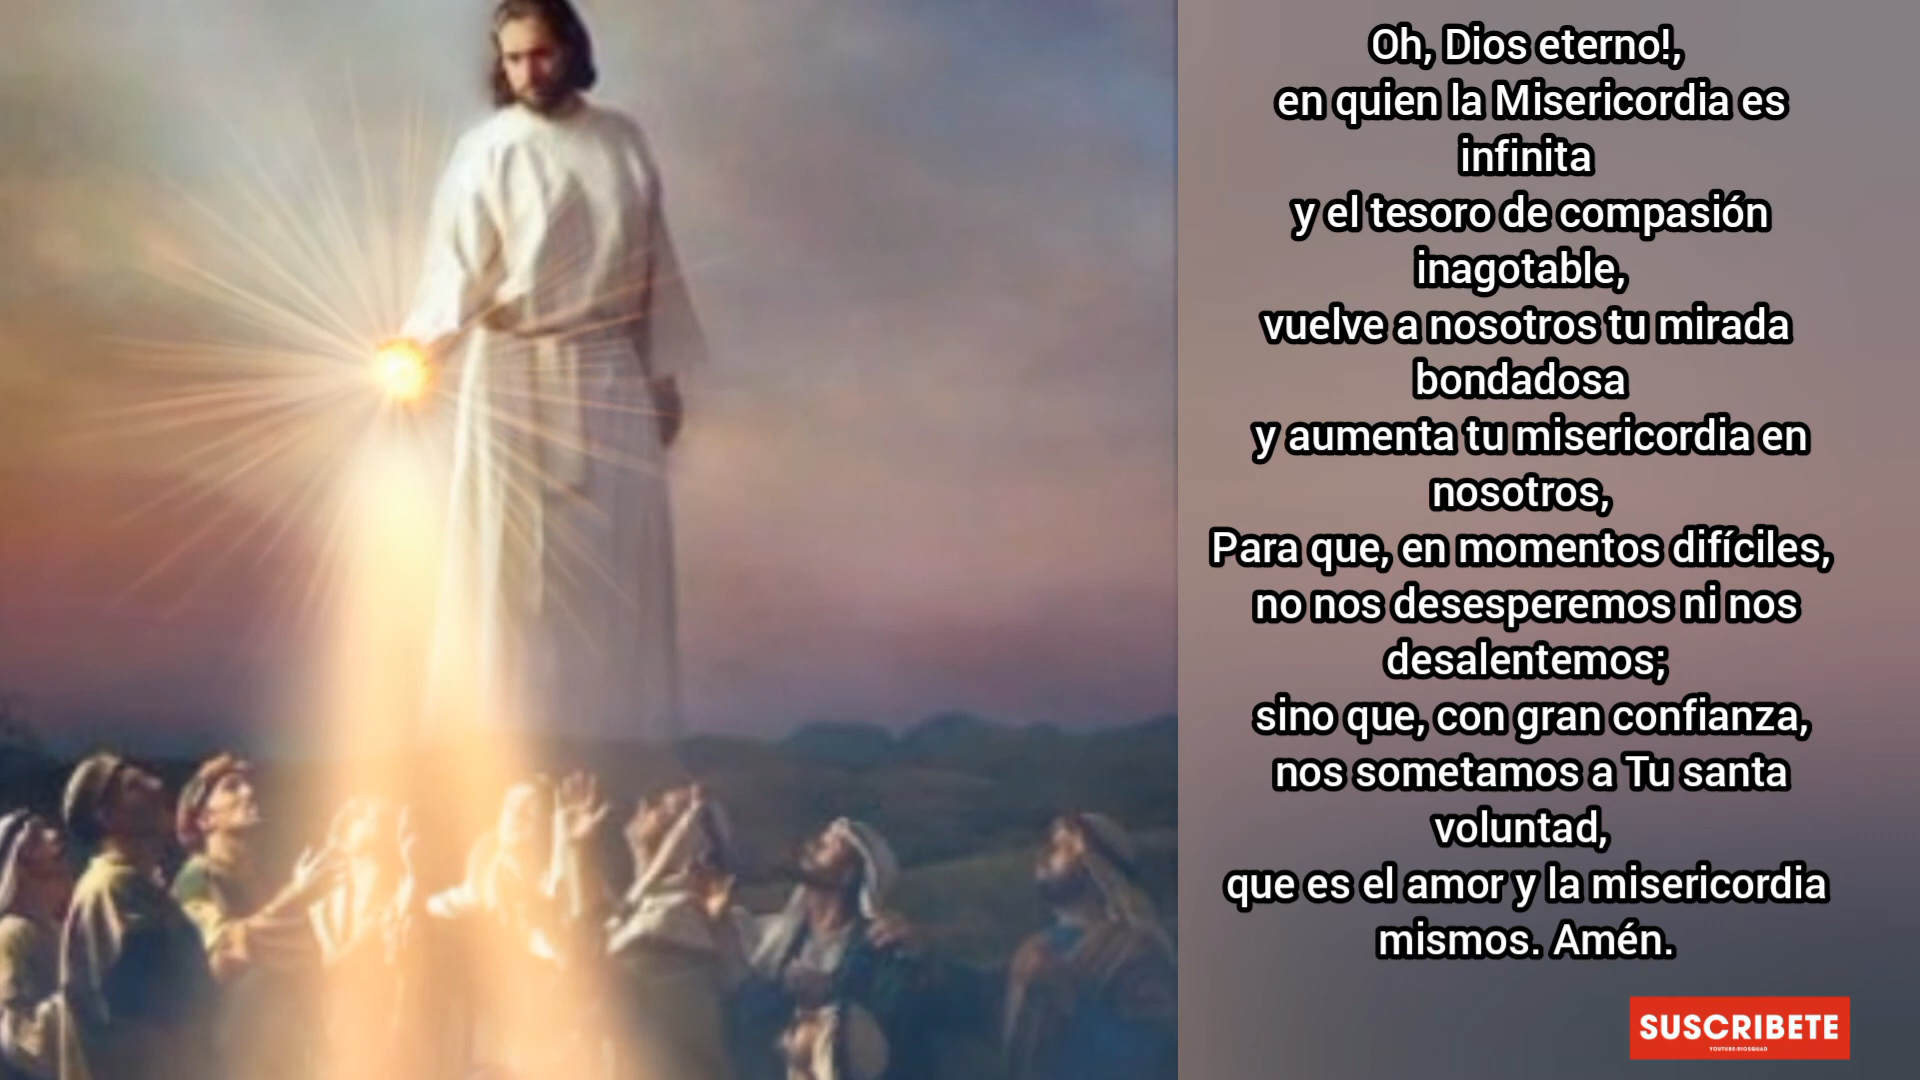 Oh, Dios eterno!,
en quien la Misericordia es
infinita
y el tesoro de compasión
inagotable,
vuelve a nosotros tu mirada
bondadosa
y aumenta tu misericordia en
nosotros,
Para que, en momentos difíciles,
no nos desesperemos ni nos
desalentemos;
sino que, con gran confianza,
nos sometamos a Tu santa
voluntad,
que es el amor y la misericordia
mismos. Amén.
SUSCRIBETE